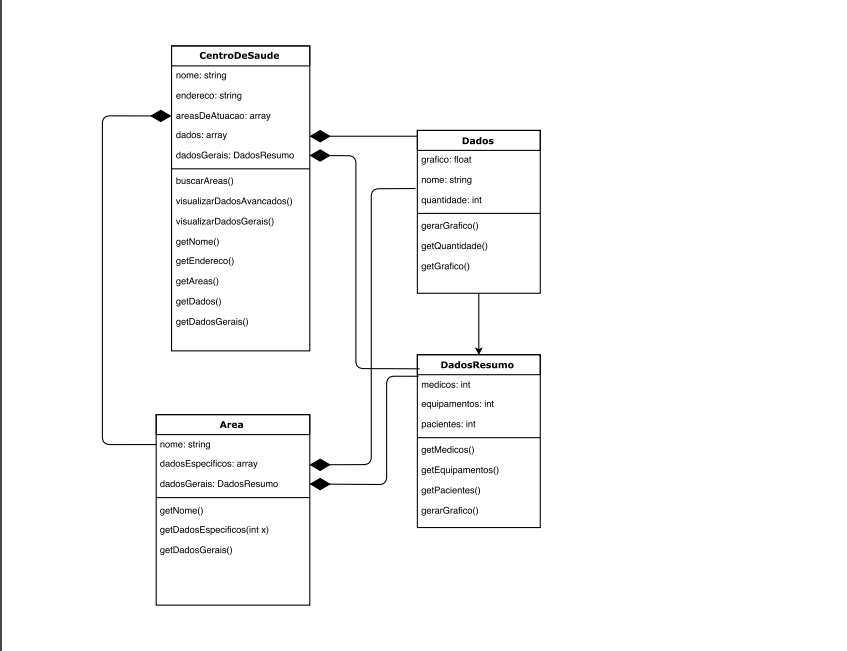 CentroDeSaude
nome: string
endereco: string
areasDeAtuacao: array
dados: array
dadosGerais: DadosResumo
buscarAreas()
visualizarDadosAvancados()
visualizarDadosGerais()
getNome()
getEndereco()
getAreas()
getDados()
getDadosGerais()
Dados
grafico: float
nome: string
quantidade: int
gerarGrafico()
getQuantidade()
getGrafico()
DadosResumo
medicos: int
equipamentos: int
pacientes: int
getMedicos()
getEquipamentos()
getPacientes()
gerarGrafico()
Area
nome: string
dadosEspecificos: array
dadosGerais: DadosResumo
getNome()
getDadosEspecificos(int x)
getDadosGerais()